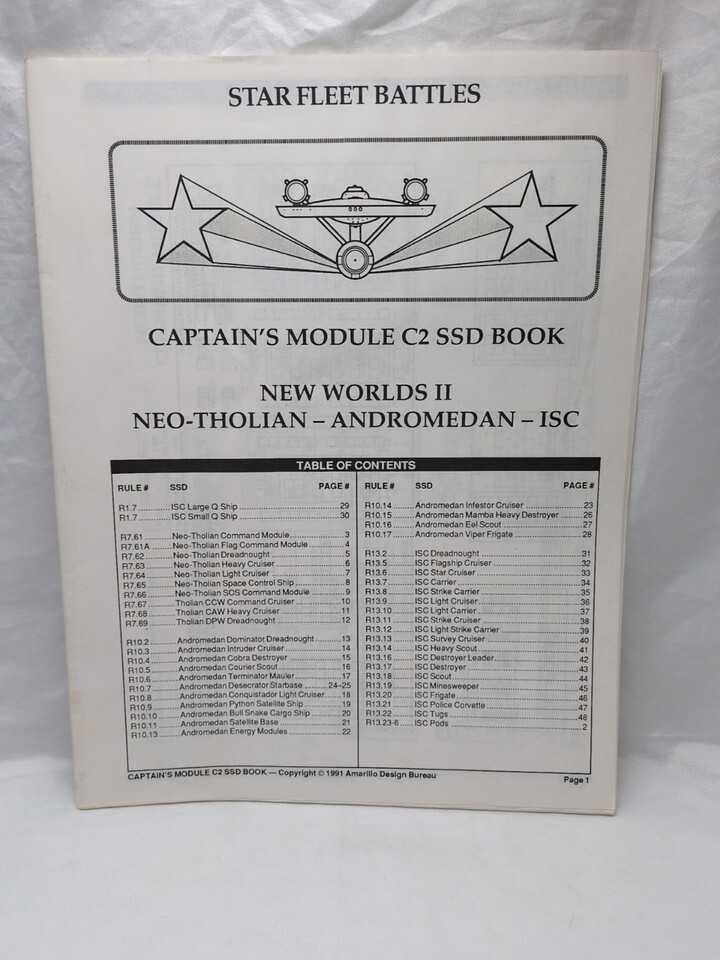 STAR FLEET BATTLES
CAPTAIN'S MODULE C2 SSD BOOK
NEW WORLDS II
NEO-THOLIAN – ANDROMEDAN – ISC
TABLE OF CONTENTS
RULE # SSD PAGE #
R1.7 ISC Large Q Ship 29
R1.7 ISC Small Q Ship 30
R7.61 Neo-Tholian Command Module 3
R7.61A Neo-Tholian Flag Command Module 4
R7.62 Neo-Tholian Dreadnought 5
R7.63 Neo-Tholian Heavy Cruiser 6
R7.64 Neo-Tholian Light Cruiser 7
R7.65 Neo-Tholian Space Control Ship 8
R7.66 Neo-Tholian SCS Command Module 9
R7.67 Tholian CCW Command Cruiser 10
R7.68 Tholian CAW Heavy Cruiser 11
R7.69 Tholian DPW Dreadnought 12
R10.2 Andromedan Dominator Dreadnought 13
R10.3 Andromedan Intruder Cruiser 14
R10.4 Andromedan Cobra Destroyer 15
R10.5 Andromedan Courier Scout 16
R10.6 Andromedan Terminator Mauler 17
R10.7 Andromedan Desecrator Starbase 24–25
R10.8 Andromedan Conquistador Light Cruiser 18
R10.9 Andromedan Python Satellite Ship 19
R10.10 Andromedan Bull Snake Cargo Ship 20
R10.11 Andromedan Satellite Base 21
R10.13 Andromedan Energy Modules 22
RULE # SSD PAGE #
R10.14 Andromedan Infestor Cruiser 23
R10.15 Andromedan Mamba Heavy Destroyer 26
R10.16 Andromedan Eel Scout 27
R10.17 Andromedan Viper Frigate 28
R13.2 ISC Dreadnought 31
R13.5 ISC Flagship Cruiser 32
R13.6 ISC Star Cruiser 33
R13.7 ISC Carrier 34
R13.8 ISC Strike Carrier 35
R13.9 ISC Light Cruiser 36
R13.10 ISC Light Carrier 37
R13.11 ISC Strike Cruiser 38
R13.12 ISC Light Strike Carrier 39
R13.13 ISC Survey Cruiser 40
R13.14 ISC Heavy Scout 41
R13.16 ISC Destroyer Leader 42
R13.17 ISC Destroyer 43
R13.18 ISC Scout 44
R13.19 ISC Minesweeper 45
R13.20 ISC Frigate 46
R13.21 ISC Police Corvette 47
R13.22 ISC Tugs 48
R13.23-6 ISC Pods 2
CAPTAIN'S MODULE C2 SSD BOOK — Copyright © 1991 Amarillo Design Bureau
Page 1